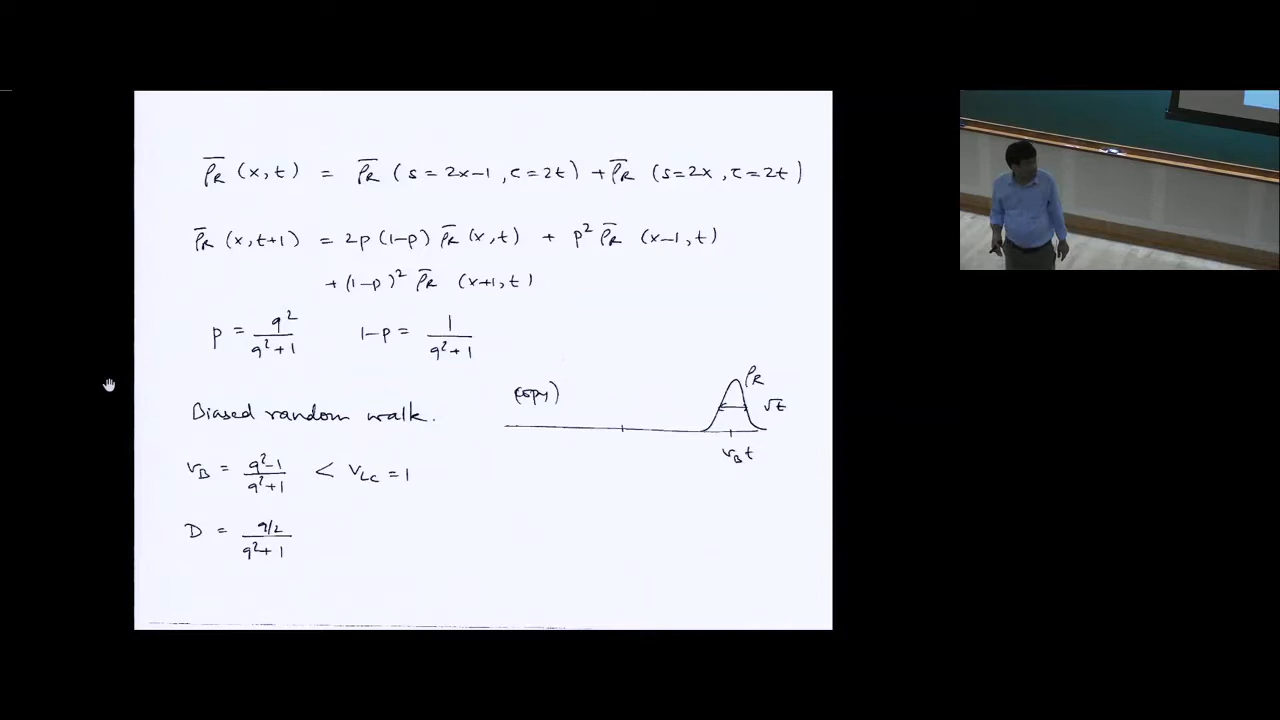 ρ̅_R (x,t) = ρ̅_R (s=2x−1, τ=2t) + ρ̅_R (s=2x, τ=2t)
ρ̅_R (x,t+1) = 2p(1−p) ρ̅_R (x,t) + p² ρ̅_R (x−1,t)
+ (1−p)² ρ̅_R (x+1,t)
p = q²/(q²+1) 1−p = 1/(q²+1)
ρ_R
Biased random walk.
√t
v_B t
v_B = (q²−1)/(q²+1) < v_LC = 1
D = (q/2)/(q²+1)